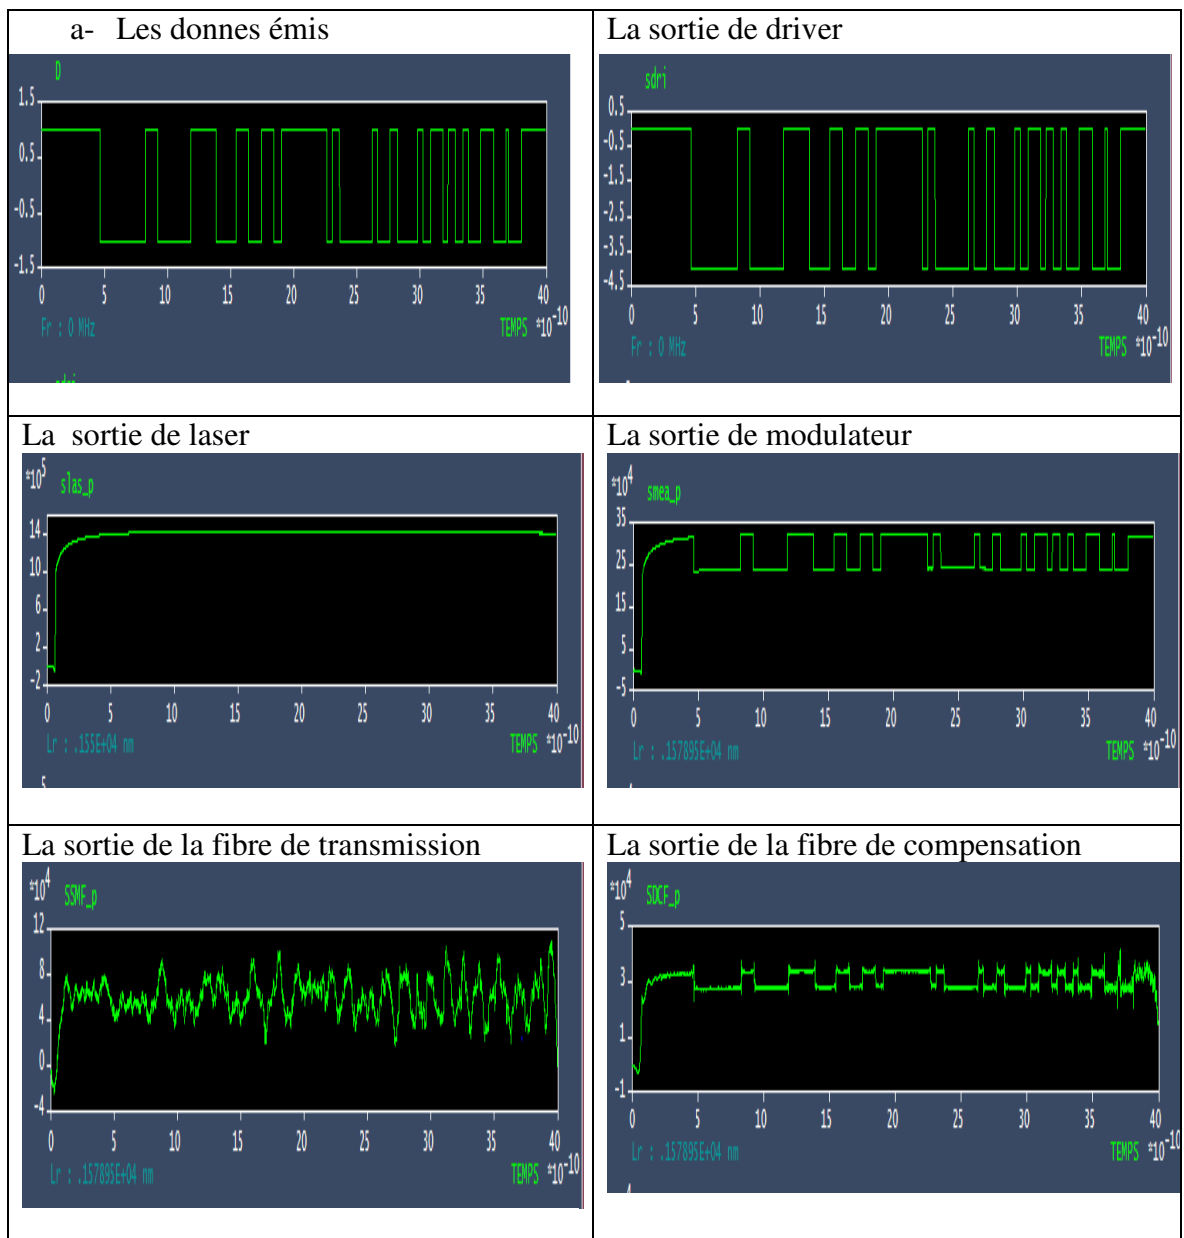 a- Les donnes émis
D
1.5
0.5
-0.5
-1.5
0 5 10 15 20 25 30 35 40
Fr : 0 MHz
TEMPS *10-10
La sortie de driver
sdri
0.5
-0.5
-1.5
-2.5
-3.5
-4.5
0 5 10 15 20 25 30 35 40
Fr : 0 MHz
TEMPS *10-10
La sortie de laser
*105
slas_p
14
10
6
2
-2
0 5 10 15 20 25 30 35 40
Lr : .155E+04 nm
TEMPS *10-10
La sortie de modulateur
*104
smea_p
35
25
15
5
-5
0 5 10 15 20 25 30 35 40
Lr : .157895E+04 nm
TEMPS *10-10
La sortie de la fibre de transmission
*104
SSMF_p
12
8
4
0
-4
0 5 10 15 20 25 30 35 40
Lr : .157895E+04 nm
TEMPS *10-10
La sortie de la fibre de compensation
*104
SDCF_p
5
3
1
-1
0 5 10 15 20 25 30 35 40
Lr : .157895E+04 nm
TEMPS *10-10